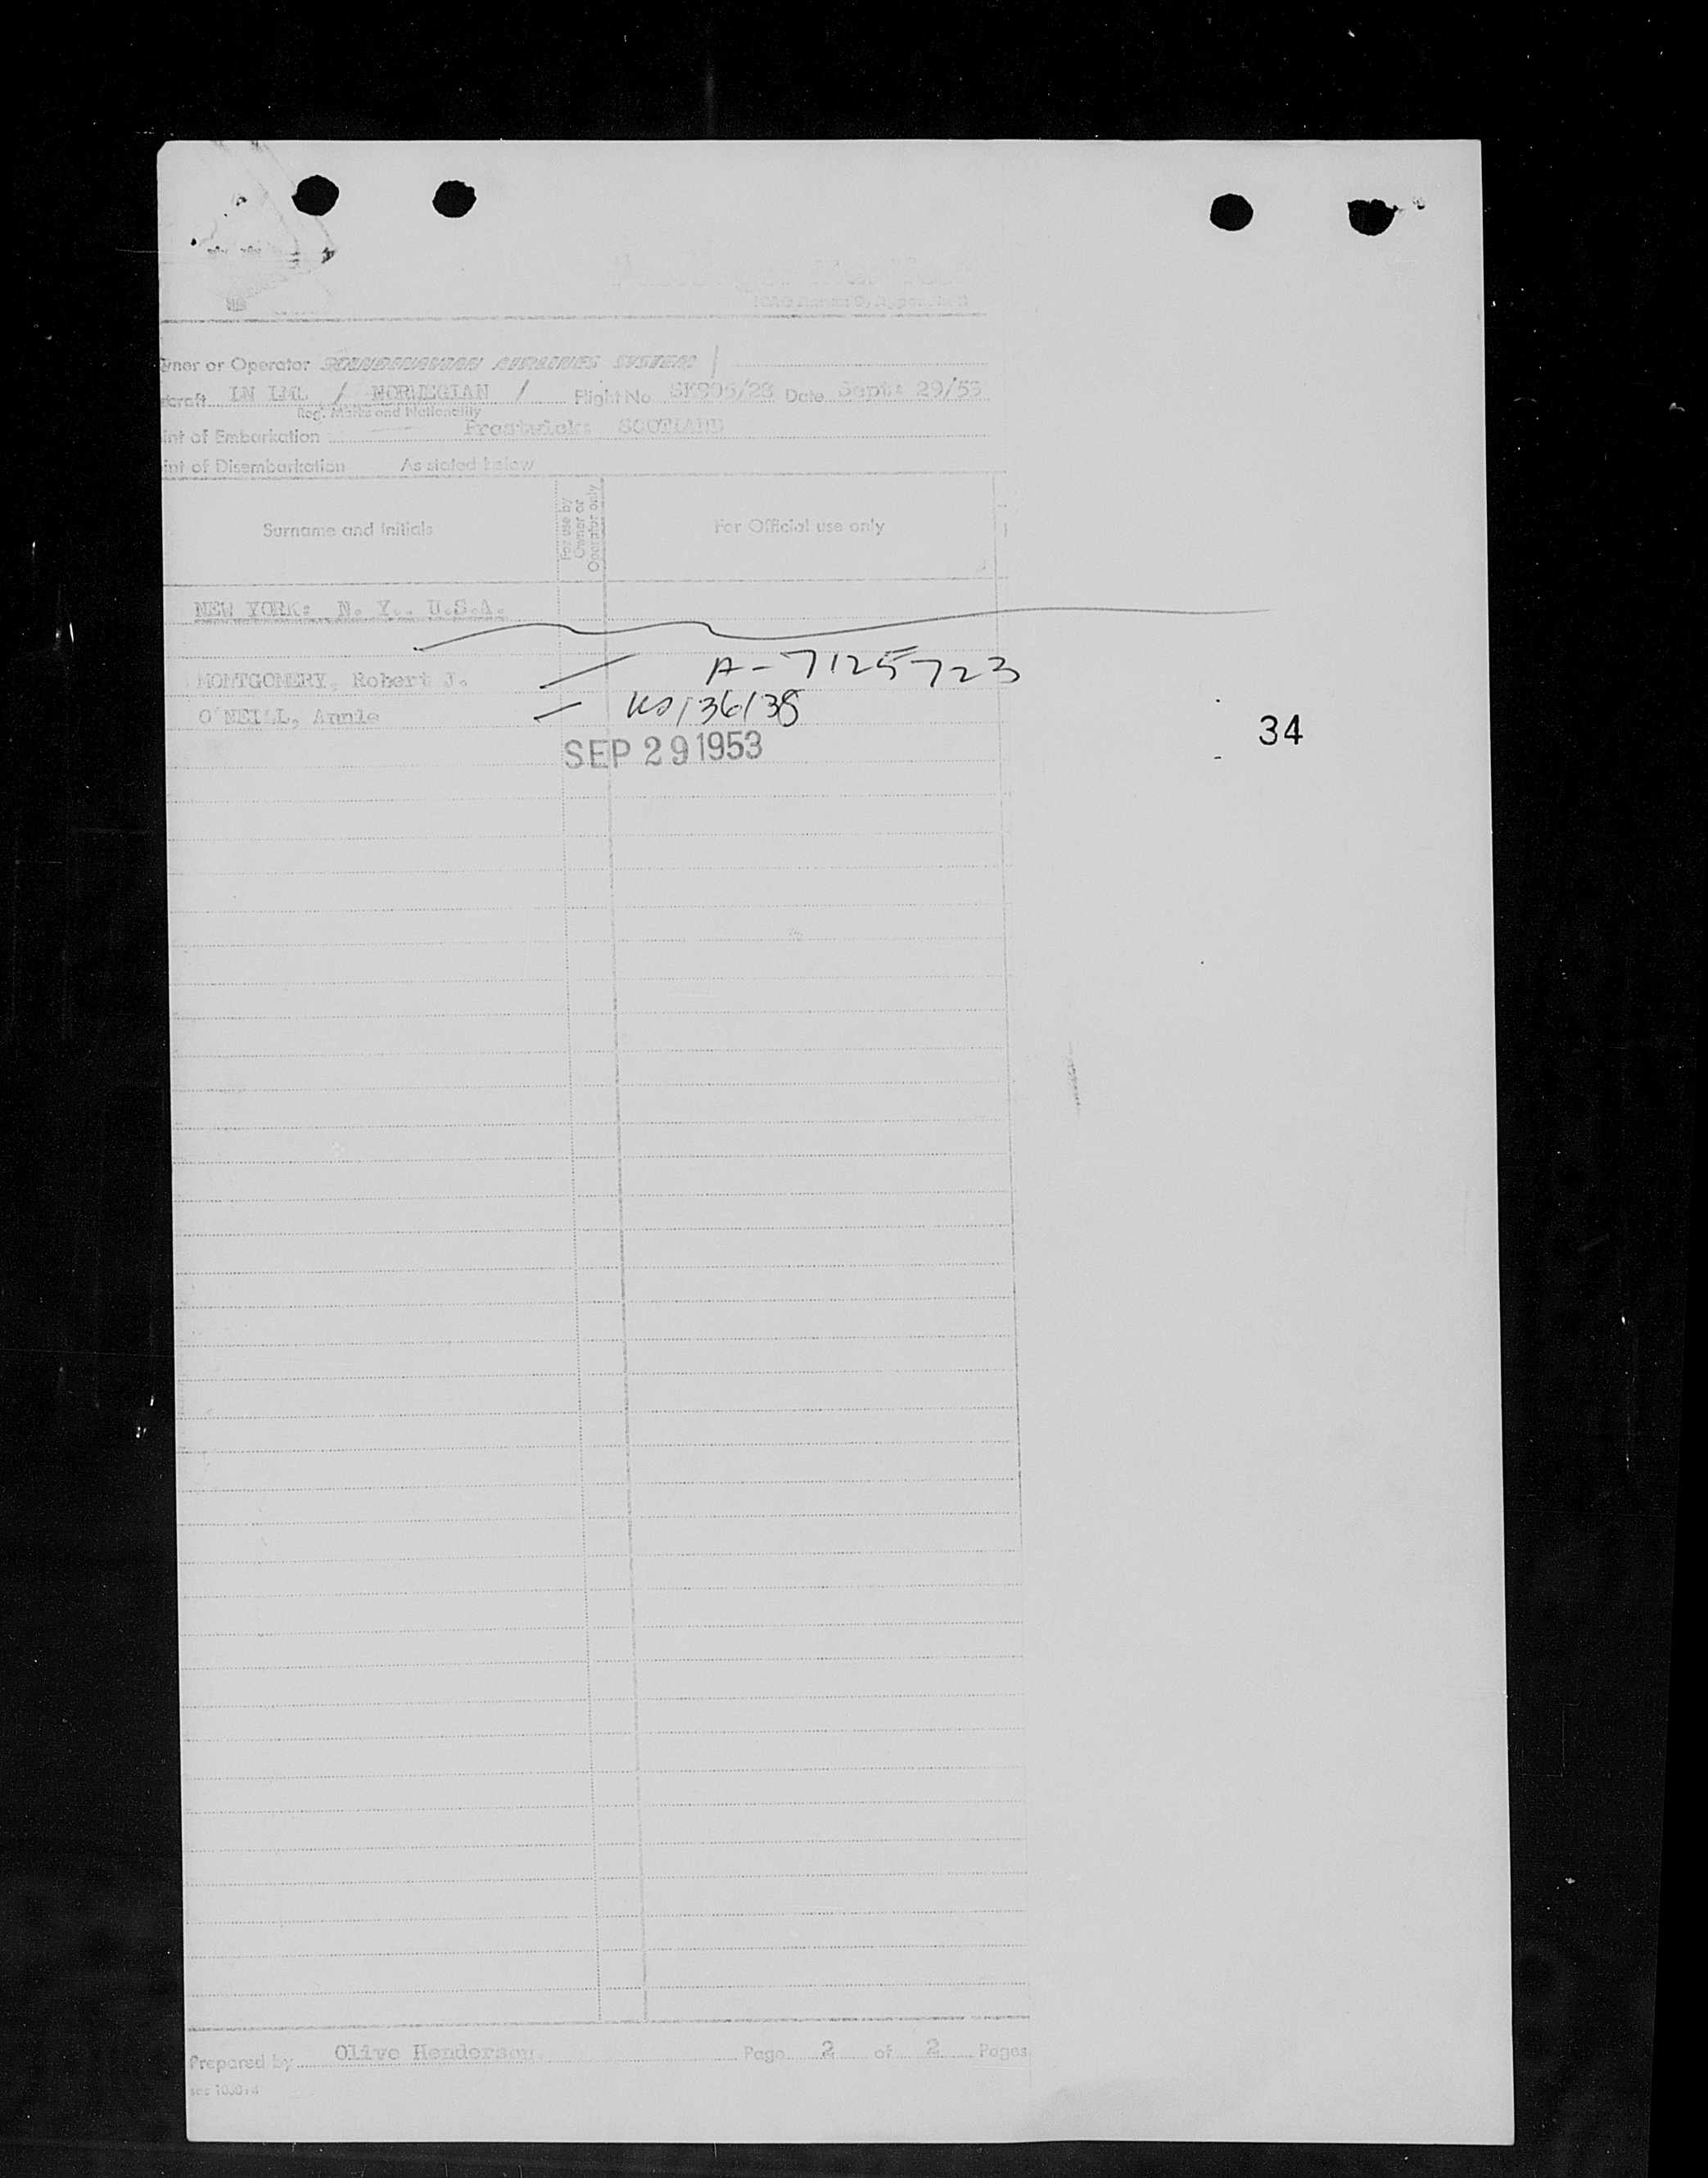 Owner or Operator SCANDINAVIAN AIRLINES SYSTEM
craft LN LML / NORWEGIAN / Flight No SK906/28 Date Sept: 29/53
Reg. Marks and Nationality
int of Embarkation Prestwick: SCOTLAND
int of Disembarkation As stated below
Surname and Initials
For use by
Owner or
Operator only
For Official use only
NEW YORK: N. Y.. U.S.A.
MONTGOMERY, Robert J. A-7125723
O'NEILL, Annie 136138
34
SEP 29 1953
Prepared by Olive Henderson. Page 2 of 2 Pages